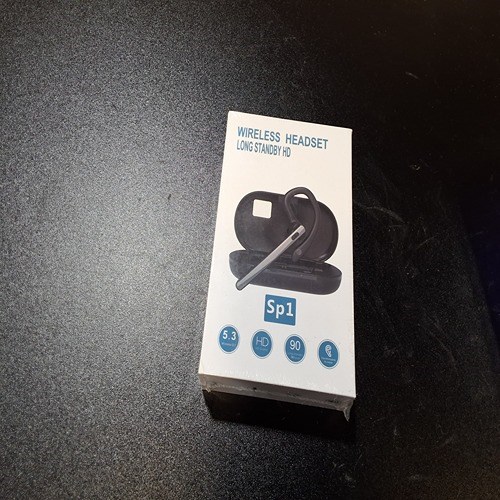 WIRELESS HEADSET
LONG STANDBY HD
Sp1
5.3
HD
90